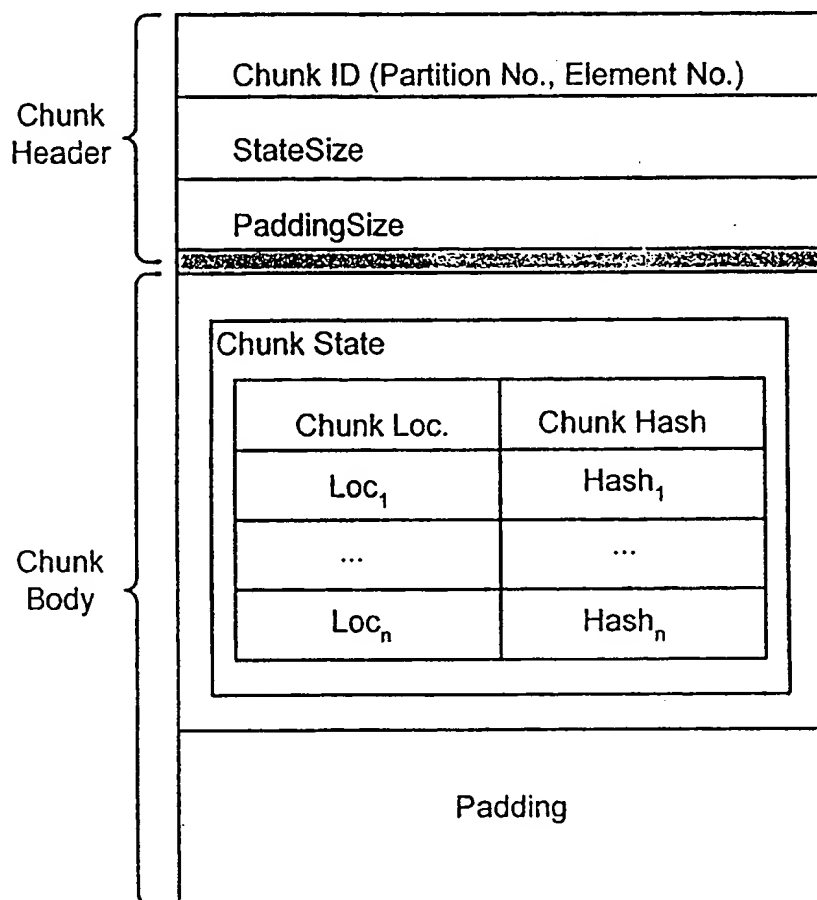 Chunk Header
Chunk ID (Partition No., Element No.)
StateSize
PaddingSize
Chunk Body
Chunk State
Chunk Loc. Chunk Hash
Loc₁ Hash₁
... ...
Locₙ Hashₙ
Padding